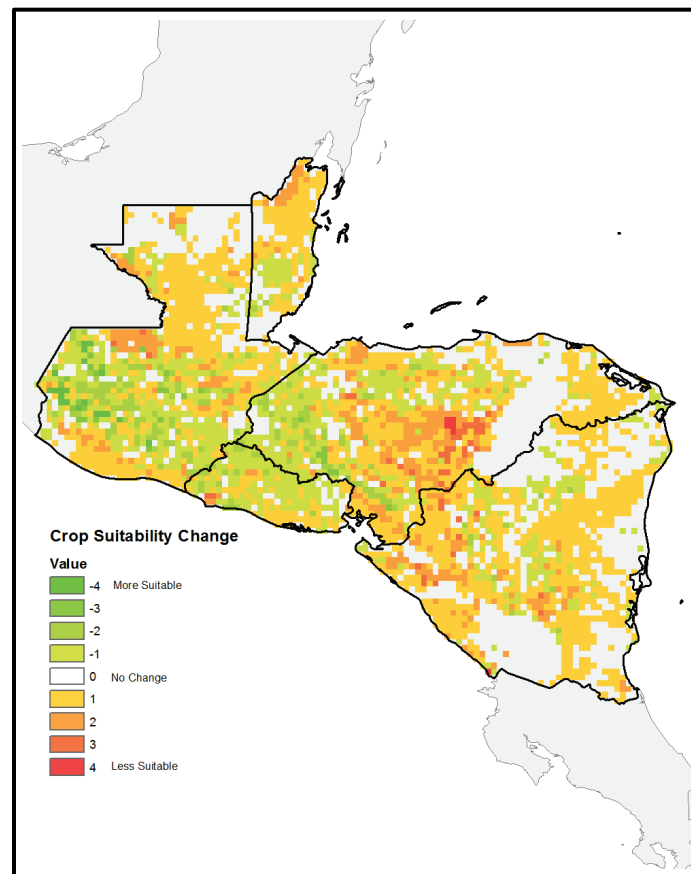 Crop Suitability Change
Value
-4 More Suitable
-3
-2
-1
0 No Change
1
2
3
4 Less Suitable